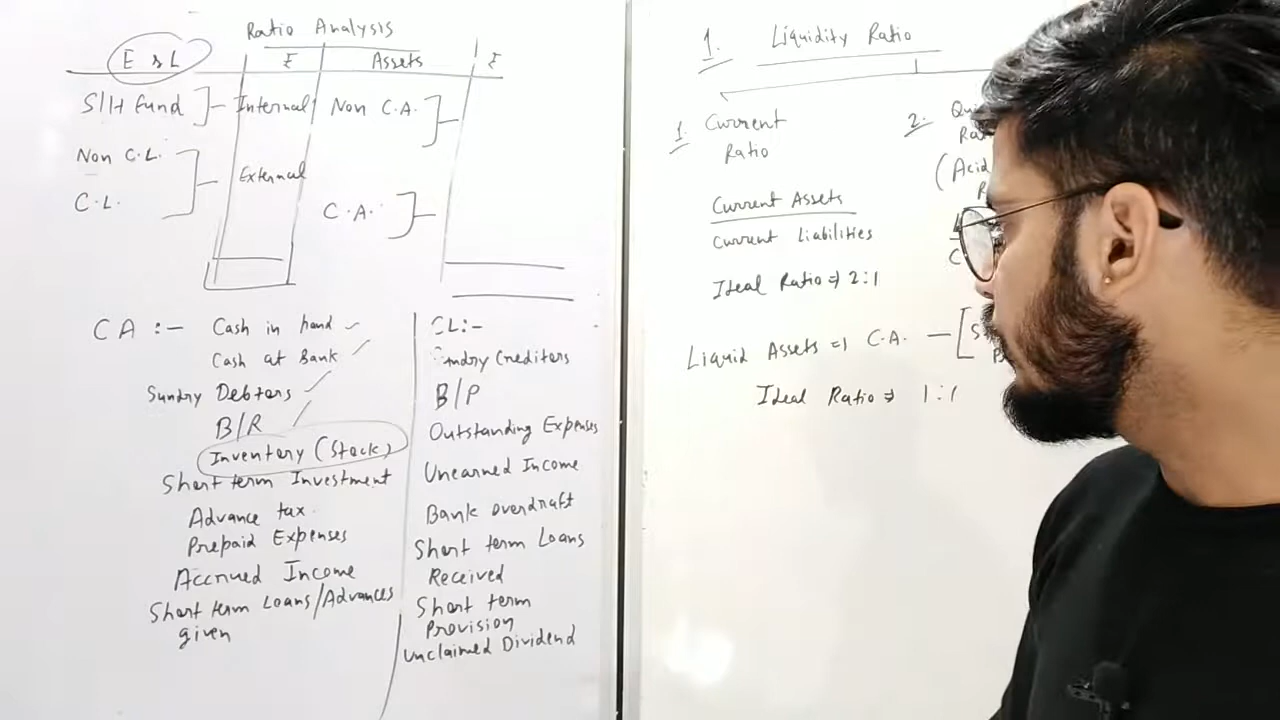 Ratio Analysis
E & L ₹ Assets ₹
S/H Fund Internal Non C.A.
Non C.L. External
C.L. C.A.
CA :- Cash in hand
Cash at Bank
Sundry Debtors
B/R
Inventory (Stock)
Short term Investment
Advance tax
Prepaid Expenses
Accrued Income
Short term Loans/Advances
given
CL:-
Creditors
B/P
Outstanding Expenses
Unearned Income
Bank overdraft
Short term Loans
Received
Short term
Provision
Unclaimed Dividend
1. Liquidity Ratio
1. Current
Ratio
Current Assets
Current Liabilities
Ideal Ratio ⇒ 2:1
2.
(Acid
Liquid Assets ⇒ C.A. — [
Ideal Ratio ⇒ 1:1